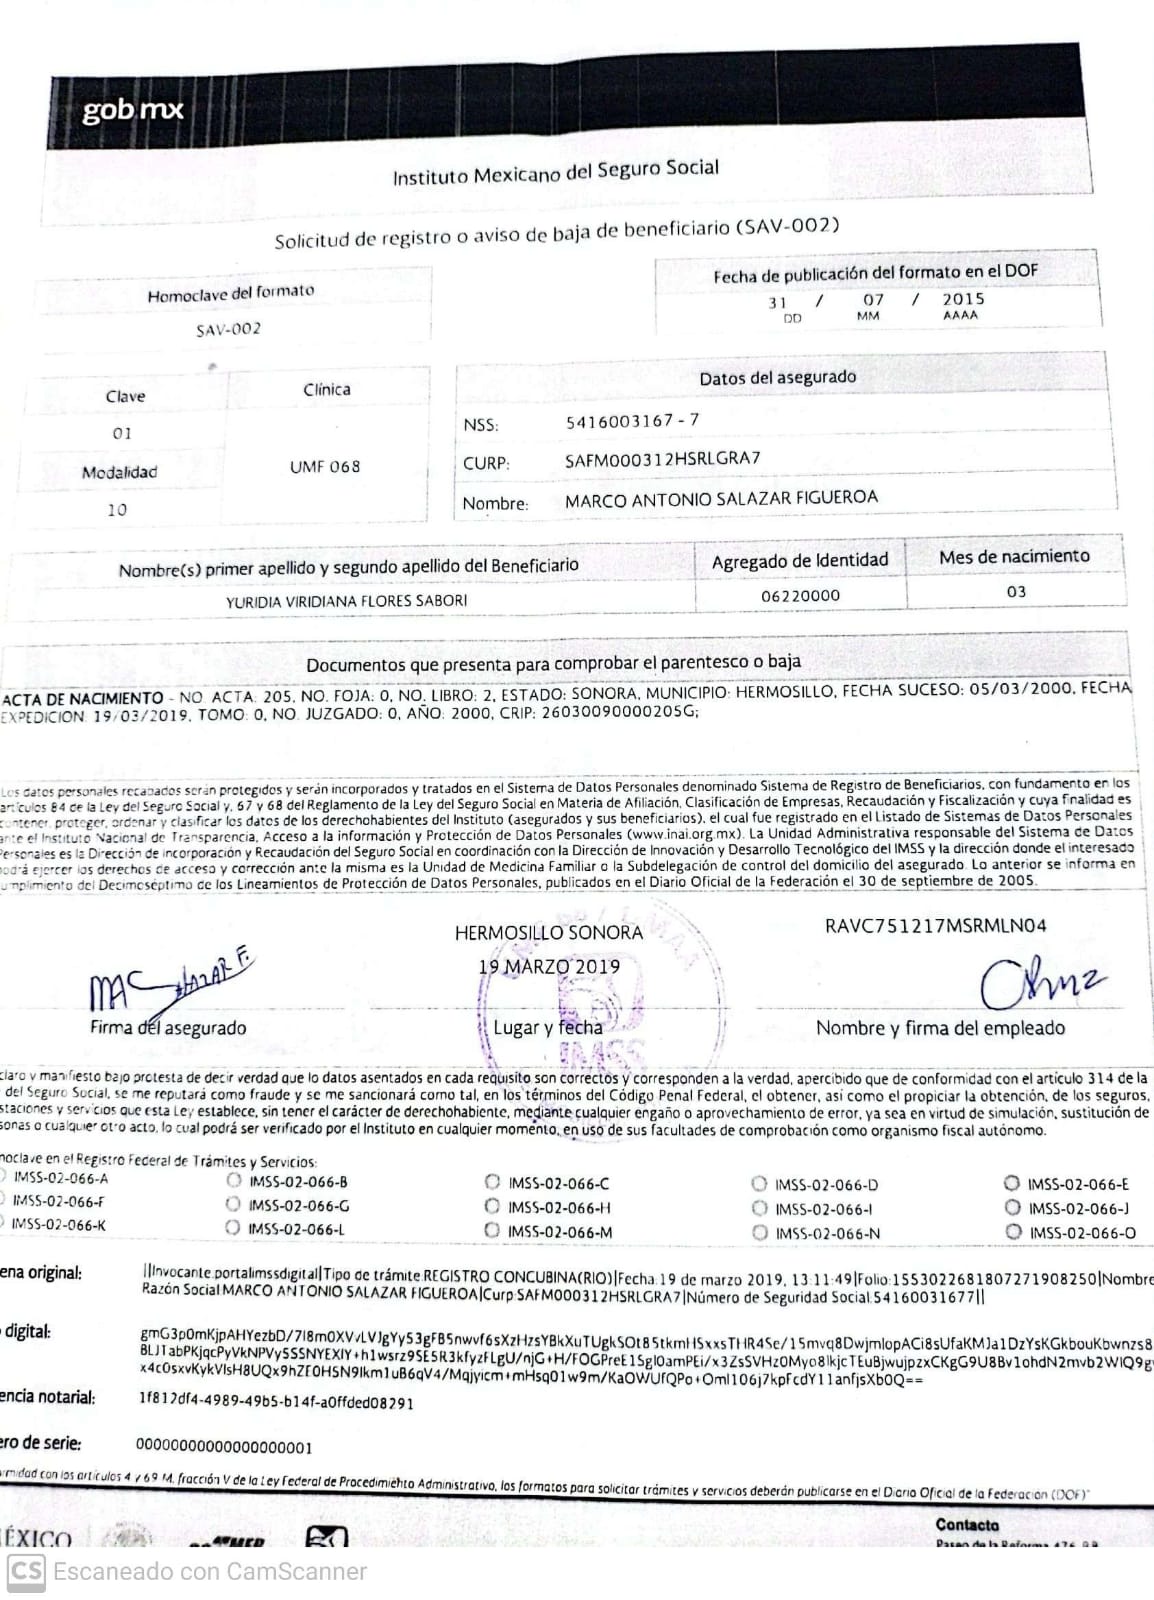 gob mx
Instituto Mexicano del Seguro Social
Solicitud de registro o aviso de baja de beneficiario (SAV-002)
Homoclave del formato
SAV-002
Fecha de publicación del formato en el DOF
31 / 07 / 2015
DD MM AAAA
Clave
01
Modalidad
10
Clínica
UMF 068
Datos del asegurado
NSS: 5416003167 - 7
CURP: SAFM000312HSRLGRA7
Nombre: MARCO ANTONIO SALAZAR FIGUEROA
Nombre(s) primer apellido y segundo apellido del Beneficiario Agregado de Identidad Mes de nacimiento
YURIDIA VIRIDIANA FLORES SABORI 06220000 03
Documentos que presenta para comprobar el parentesco o baja
ACTA DE NACIMIENTO - NO ACTA: 205, NO. FOJA: 0, NO. LIBRO: 2, ESTADO: SONORA, MUNICIPIO: HERMOSILLO, FECHA SUCESO: 05/03/2000, FECHA
EXPEDICION: 19/03/2019, TOMO: 0, NO. JUZGADO: 0, AÑO: 2000, CRIP: 26030090000205G;
Los datos personales recabados serán protegidos y serán incorporados y tratados en el Sistema de Datos Personales denominado Sistema de Registro de Beneficiarios, con fundamento en los
artículos 84 de la Ley del Seguro Social y, 67 y 68 del Reglamento de la Ley del Seguro Social en Materia de Afiliación, Clasificación de Empresas, Recaudación y Fiscalización y cuya finalidad es
contener, proteger, ordenar y clasificar los datos de los derechohabientes del Instituto (asegurados y sus beneficiarios), el cual fue registrado en el Listado de Sistemas de Datos Personales
ante el Instituto Nacional de Transparencia, Acceso a la información y Protección de Datos Personales (www.inai.org.mx). La Unidad Administrativa responsable del Sistema de Datos
Personales es la Dirección de incorporación y Recaudación del Seguro Social en coordinación con la Dirección de Innovación y Desarrollo Tecnológico del IMSS y la dirección donde el interesado
podrá ejercer los derechos de acceso y corrección ante la misma es la Unidad de Medicina Familiar o la Subdelegación de control del domicilio del asegurado. Lo anterior se informa en
umplimiento del Decimoséptimo de los Lineamientos de Protección de Datos Personales, publicados en el Diario Oficial de la Federación el 30 de septiembre de 2005.
MAC SALAZAR F.
Firma del asegurado
HERMOSILLO SONORA
19 MARZO 2019
Lugar y fecha
IMSS
RAVC751217MSRMLN04
Nombre y firma del empleado
claro y manifiesto bajo protesta de decir verdad que lo datos asentados en cada requisito son correctos y corresponden a la verdad, apercibido que de conformidad con el artículo 314 de la
del Seguro Social, se me reputará como fraude y se me sancionará como tal, en los términos del Código Penal Federal, el obtener, así como el propiciar la obtención, de los seguros,
staciones y servicios que esta Ley establece, sin tener el carácter de derechohabiente, mediante cualquier engaño o aprovechamiento de error, ya sea en virtud de simulación, sustitución de
sonas o cualquier otro acto, lo cual podrá ser verificado por el Instituto en cualquier momento, en uso de sus facultades de comprobación como organismo fiscal autónomo.
noclave en el Registro Federal de Trámites y Servicios:
IMSS-02-066-A IMSS-02-066-B IMSS-02-066-C IMSS-02-066-D IMSS-02-066-E
IMSS-02-066-F IMSS-02-066-G IMSS-02-066-H IMSS-02-066-I IMSS-02-066-J
IMSS-02-066-K IMSS-02-066-L IMSS-02-066-M IMSS-02-066-N IMSS-02-066-O
ena original: ||Invocante:portalimssdigital|Tipo de trámite:REGISTRO CONCUBINA(RIO)|Fecha:19 de marzo 2019, 13:11:49|Folio:1553022681807271908250|Nombre
Razón Social:MARCO ANTONIO SALAZAR FIGUEROA|Curp:SAFM000312HSRLGRA7|Número de Seguridad Social:54160031677||
digital:
encia notarial: 1f812df4-4989-49b5-b14f-a0ffded08291
ero de serie: 00000000000000000001
rmidad con los artículos 4 y 69 M, fracción V de la Ley Federal de Procedimiento Administrativo, los formatos para solicitar trámites y servicios deberán publicarse en el Diario Oficial de la Federación (DOF)"
MÉXICO
Contacto
Paseo de la Reforma 476
CS Escaneado con CamScanner